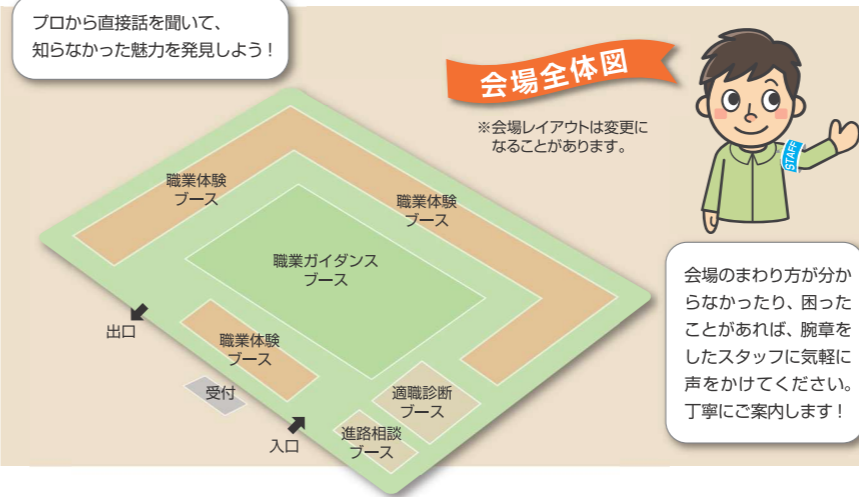 プロから直接話を聞いて、
知らなかった魅力を発見しよう！
会場全体図
※会場レイアウトは変更に
なることがあります。
STAFF
職業体験
ブース
職業体験
ブース
職業ガイダンス
ブース
出口
職業体験
ブース
受付
適職診断
ブース
入口
進路相談
ブース
会場のまわり方が分か
らなかったり、困った
ことがあれば、腕章を
したスタッフに気軽に
声をかけてください。
丁寧にご案内します！